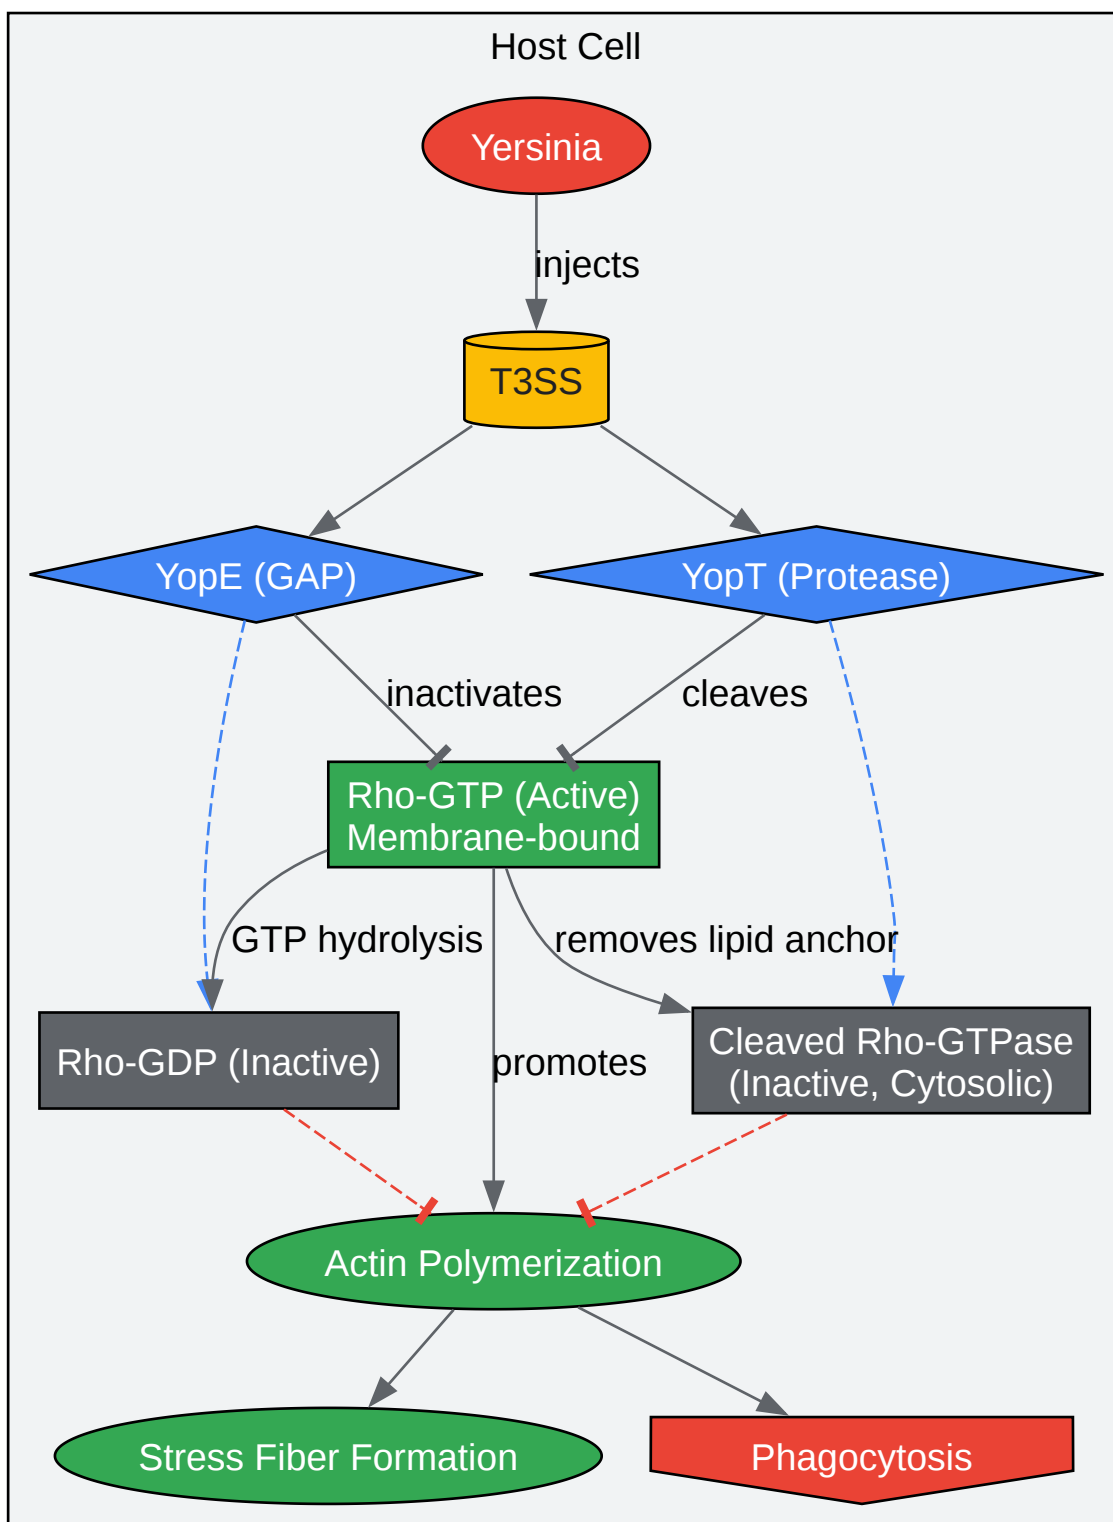 Host Cell
Yersinia
injects
T3SS
YopE (GAP)
YopT (Protease)
inactivates
cleaves
Rho-GTP (Active)
Membrane-bound
GTP hydrolysis
removes lipid anchor
Rho-GDP (Inactive)
promotes
Cleaved Rho-GTPase
(Inactive, Cytosolic)
Actin Polymerization
Stress Fiber Formation
Phagocytosis